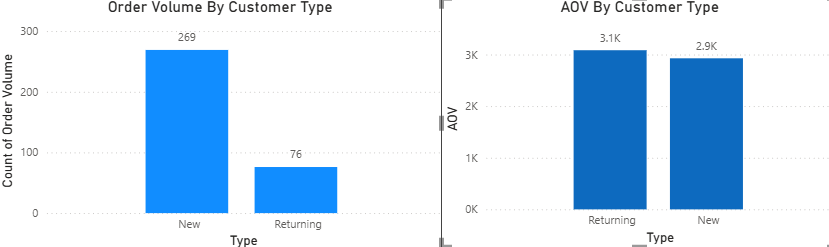 Order Volume By Customer Type
300
200
100
0
Count of Order Volume
269
76
New
Returning
Type
AOV By Customer Type
3K
2K
1K
0K
AOV
3.1K
2.9K
Returning
New
Type